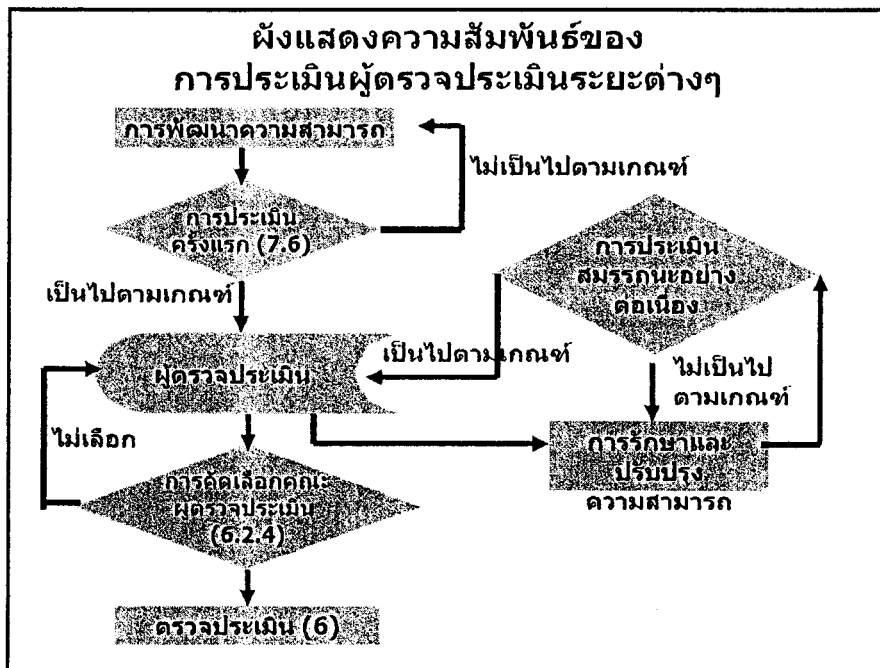 ผังแสดงความสัมพันธ์ของ
การประเมินผู้ตรวจประเมินระยะต่างๆ
การพัฒนาความสามารถ
ไม่เป็นไปตามเกณฑ์
การประเมิน
ครั้งแรก (7.6)
การประเมิน
สมรรถนะอย่าง
ต่อเนื่อง
เป็นไปตามเกณฑ์
เป็นไปตามเกณฑ์
ผู้ตรวจประเมิน
ไม่เป็นไป
ตามเกณฑ์
ไม่เลือก
การรักษาและ
ปรับปรุง
ความสามารถ
การคัดเลือกคณะ
ผู้ตรวจประเมิน
(6.2.4)
ตรวจประเมิน (6)